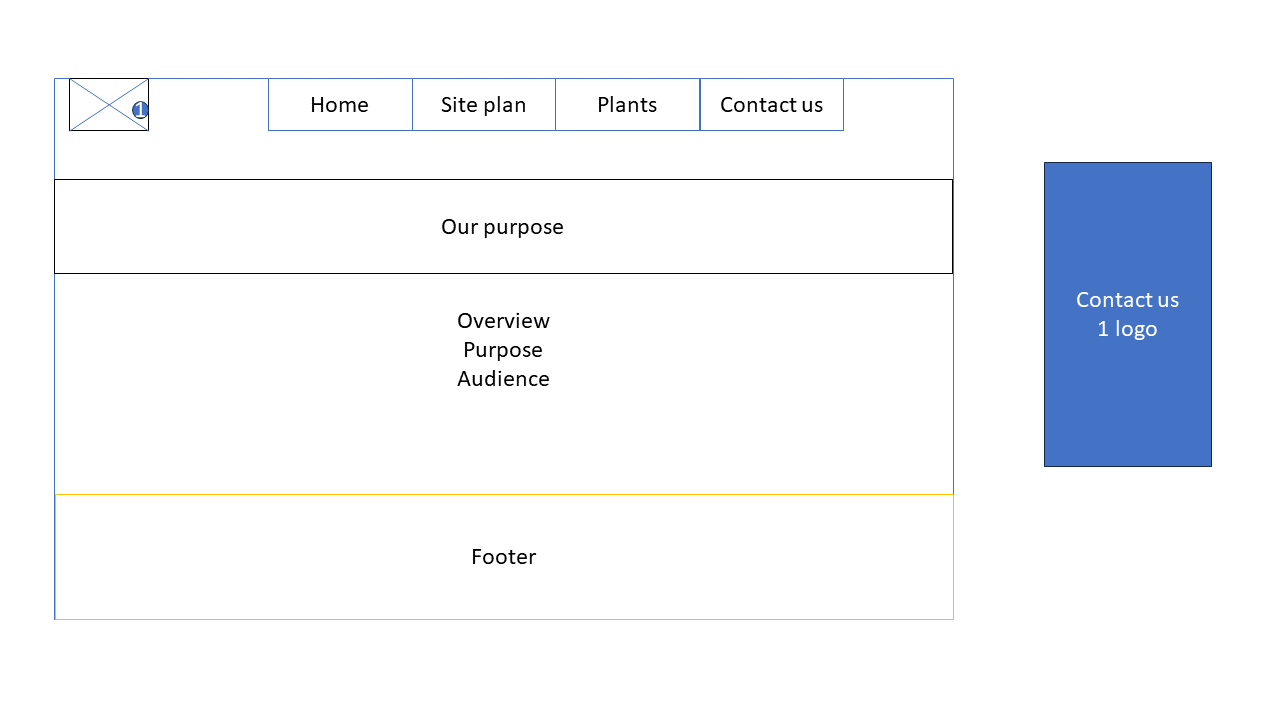 1
Home
Site plan
Plants
Contact us
Our purpose
Overview
Purpose
Audience
Footer
Contact us
1 logo